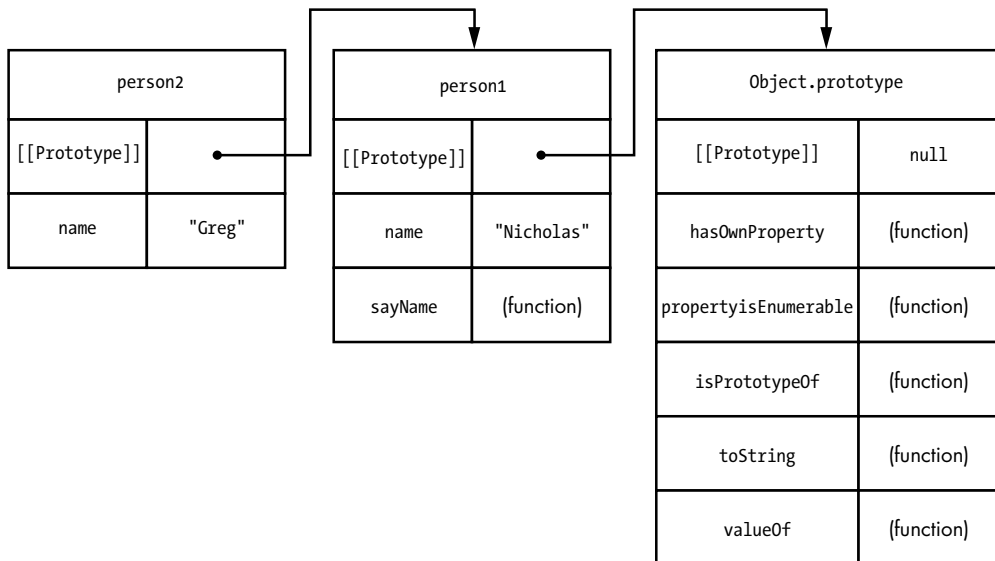 person2
[[Prototype]]
name "Greg"
person1
[[Prototype]]
name "Nicholas"
sayName (function)
Object.prototype
[[Prototype]] null
hasOwnProperty (function)
propertyisEnumerable (function)
isPrototypeOf (function)
toString (function)
valueOf (function)